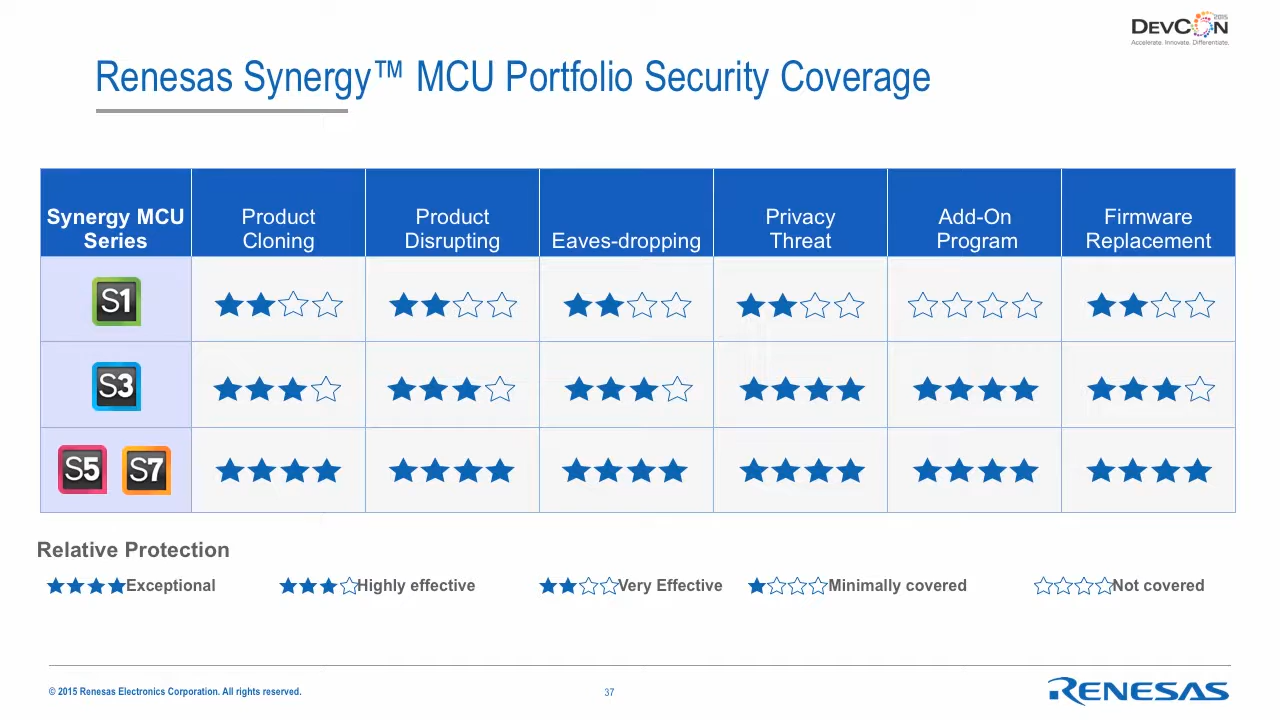 DEVCON 2015
Accelerate. Innovate. Differentiate.
Renesas Synergy™ MCU Portfolio Security Coverage
Synergy MCU
Series
Product
Cloning
Product
Disrupting
Eaves-dropping
Privacy
Threat
Add-On
Program
Firmware
Replacement
S1
S3
S5 S7
Relative Protection
Exceptional Highly effective Very Effective Minimally covered Not covered
© 2015 Renesas Electronics Corporation. All rights reserved.
37
RENESAS